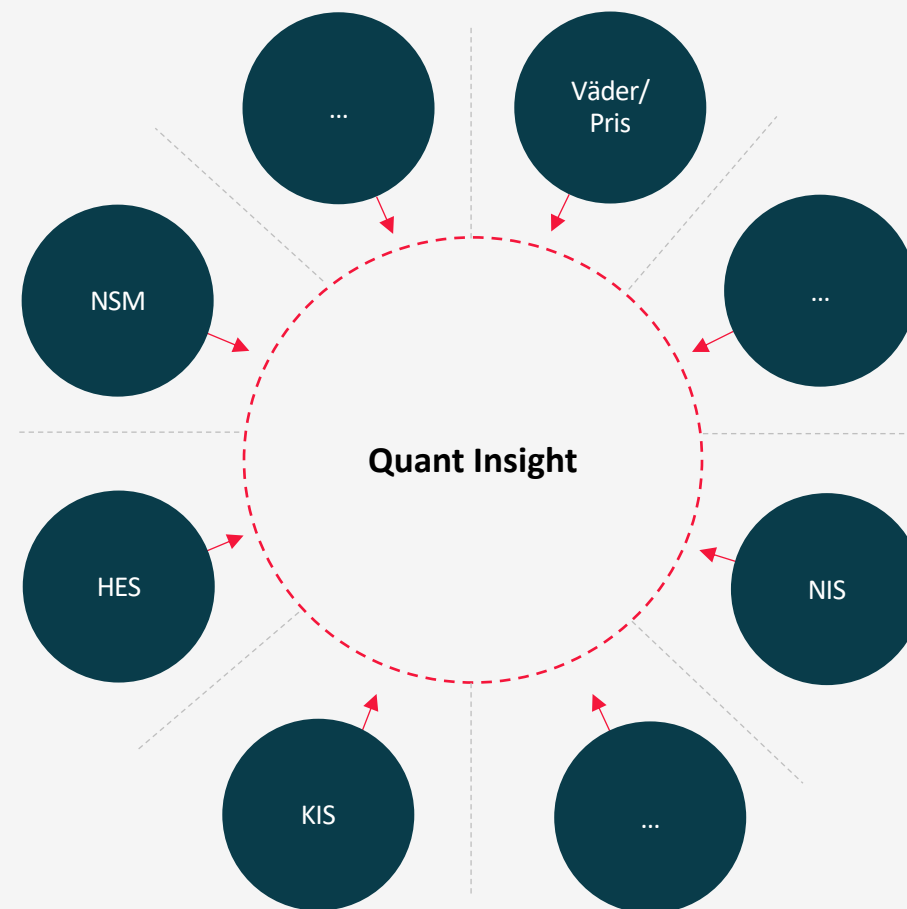 ...
Väder/
Pris
NSM
...
Quant Insight
HES
NIS
KIS
...